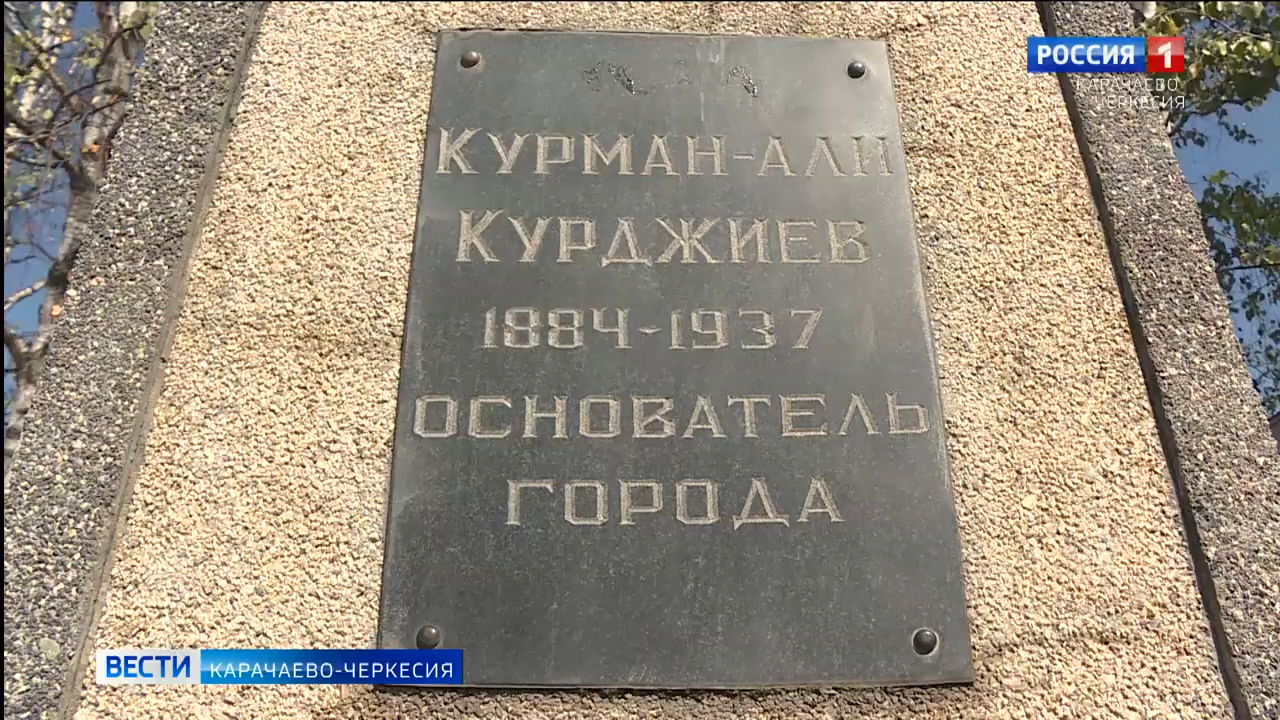 РОССИЯ 1
КАРАЧАЕВО-
ЧЕРКЕСИЯ
КУРМАН-АЛИ
КУРДЖИЕВ
1884-1937
ОСНОВАТЕЛЬ
ГОРОДА
ВЕСТИ КАРАЧАЕВО-ЧЕРКЕСИЯ